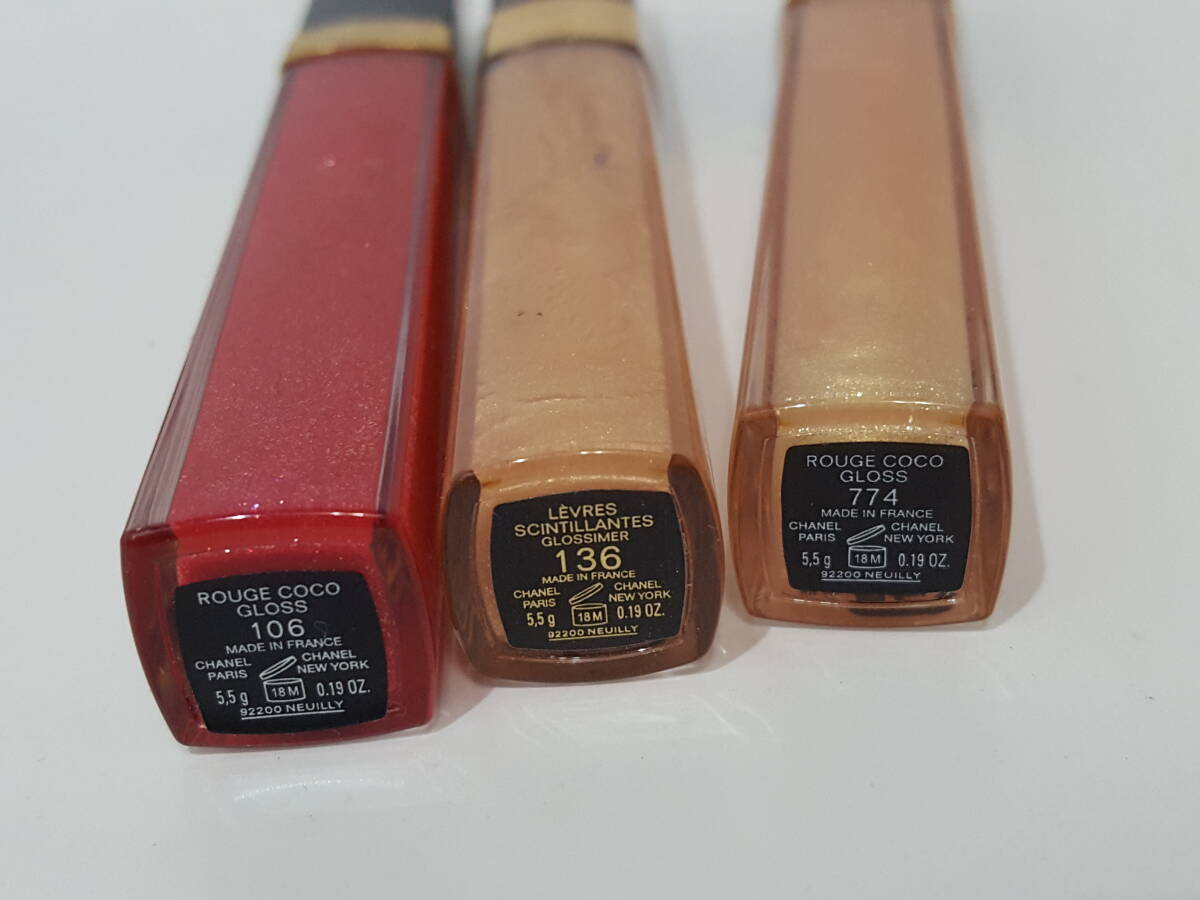 ROUGE COCO
GLOSS
106
MADE IN FRANCE
CHANEL
PARIS
CHANEL
NEW YORK
5,5 g
18 M
0.19 OZ.
92200 NEUILLY
LÈVRES
SCINTILLANTES
GLOSSIMER
136
MADE IN FRANCE
CHANEL
PARIS
CHANEL
NEW YORK
5,5 g
18 M
0.19 OZ.
92200 NEUILLY
ROUGE COCO
GLOSS
774
MADE IN FRANCE
CHANEL
PARIS
CHANEL
NEW YORK
5,5 g
18 M
0.19 OZ.
92200 NEUILLY